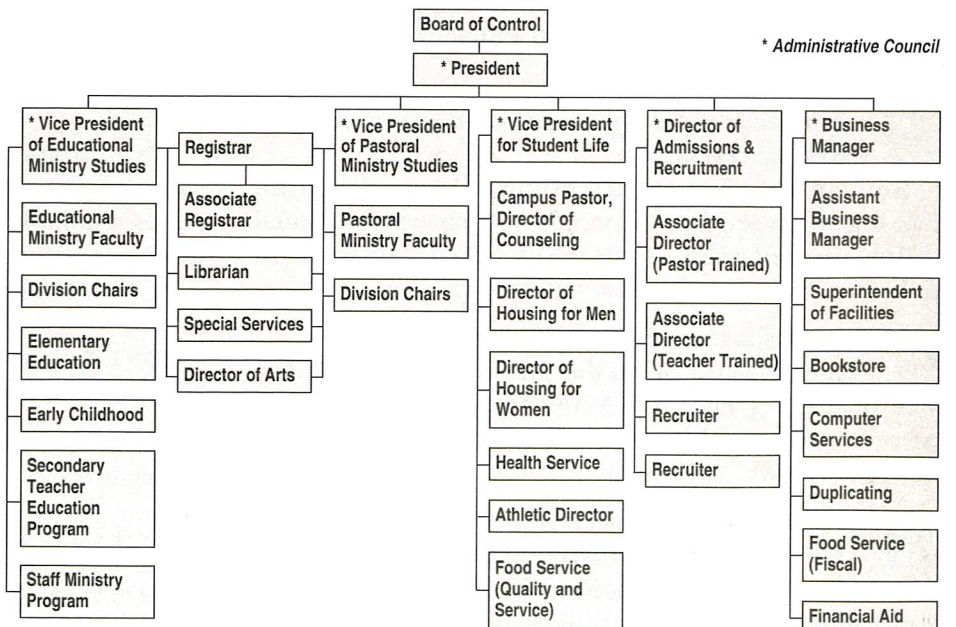 Board of Control
* Administrative Council
* President
* Vice President
of Educational
Ministry Studies
Educational
Ministry Faculty
Division Chairs
Elementary
Education
Early Childhood
Secondary
Teacher
Education
Program
Staff Ministry
Program
Registrar
Associate
Registrar
Librarian
Special Services
Director of Arts
* Vice President
of Pastoral
Ministry Studies
Pastoral
Ministry Faculty
Division Chairs
* Vice President
for Student Life
Campus Pastor,
Director of
Counseling
Director of
Housing for Men
Director of
Housing for
Women
Health Service
Athletic Director
Food Service
(Quality and
Service)
* Director of
Admissions &
Recruitment
Associate
Director
(Pastor Trained)
Associate
Director
(Teacher Trained)
Recruiter
Recruiter
* Business
Manager
Assistant
Business
Manager
Superintendent
of Facilities
Bookstore
Computer
Services
Duplicating
Food Service
(Fiscal)
Financial Aid